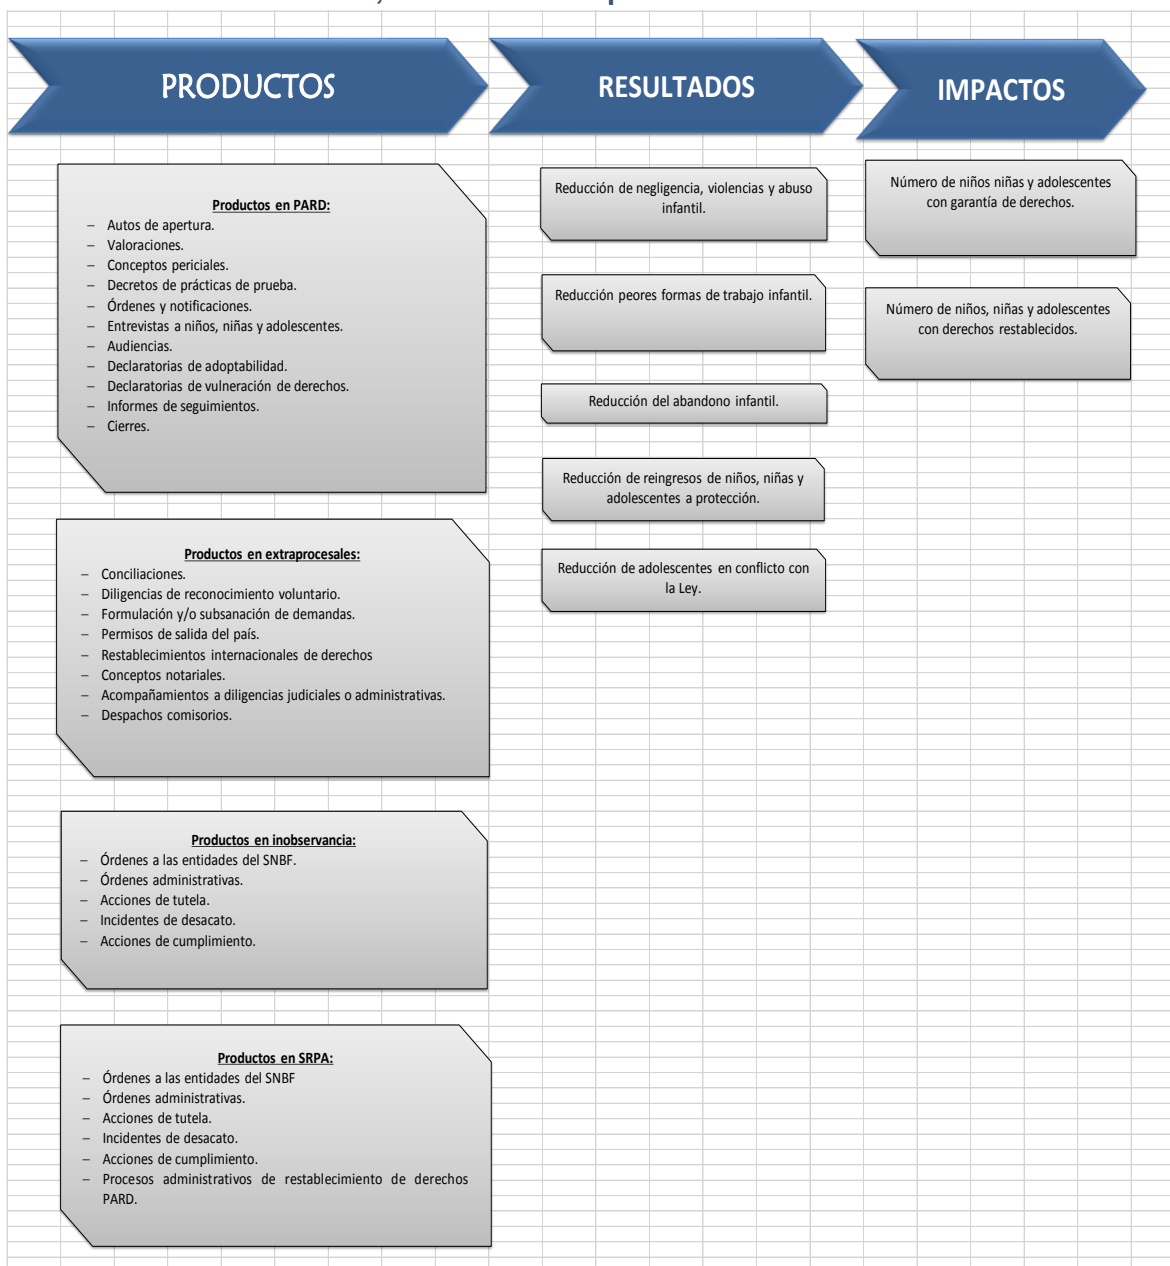 PRODUCTOS
RESULTADOS
IMPACTOS
Productos en PARD:
– Autos de apertura.
– Valoraciones.
– Conceptos periciales.
– Decretos de prácticas de prueba.
– Órdenes y notificaciones.
– Entrevistas a niños, niñas y adolescentes.
– Audiencias.
– Declaratorias de adoptabilidad.
– Declaratorias de vulneración de derechos.
– Informes de seguimientos.
– Cierres.
Productos en extraprocesales:
– Conciliaciones.
– Diligencias de reconocimiento voluntario.
– Formulación y/o subsanación de demandas.
– Permisos de salida del país.
– Restablecimientos internacionales de derechos
– Conceptos notariales.
– Acompañamientos a diligencias judiciales o administrativas.
– Despachos comisorios.
Productos en inobservancia:
– Órdenes a las entidades del SNBF.
– Órdenes administrativas.
– Acciones de tutela.
– Incidentes de desacato.
– Acciones de cumplimiento.
Productos en SRPA:
– Órdenes a las entidades del SNBF
– Órdenes administrativas.
– Acciones de tutela.
– Incidentes de desacato.
– Acciones de cumplimiento.
– Procesos administrativos de restablecimiento de derechos
PARD.
Reducción de negligencia, violencias y abuso
infantil.
Reducción peores formas de trabajo infantil.
Reducción del abandono infantil.
Reducción de reingresos de niños, niñas y
adolescentes a protección.
Reducción de adolescentes en conflicto con
la Ley.
Número de niños niñas y adolescentes
con garantía de derechos.
Número de niños, niñas y adolescentes
con derechos restablecidos.